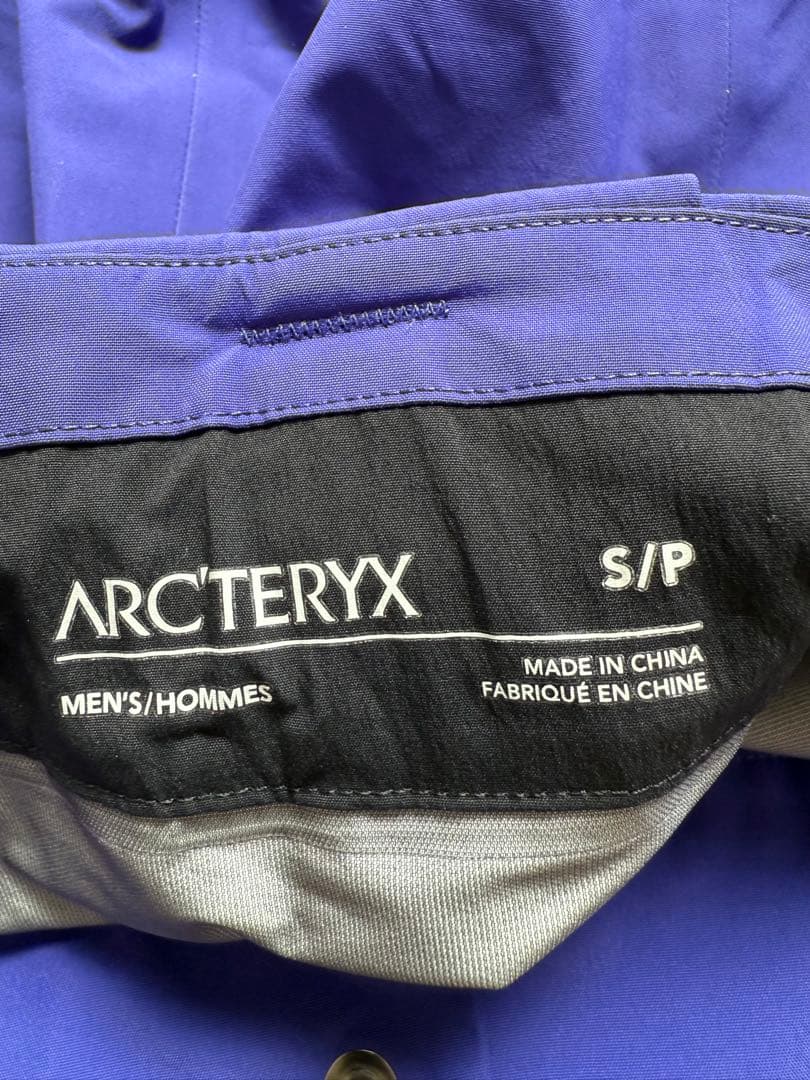 ARC'TERYX
S/P
MEN'S/HOMMES
MADE IN CHINA
FABRIQUÉ EN CHINE